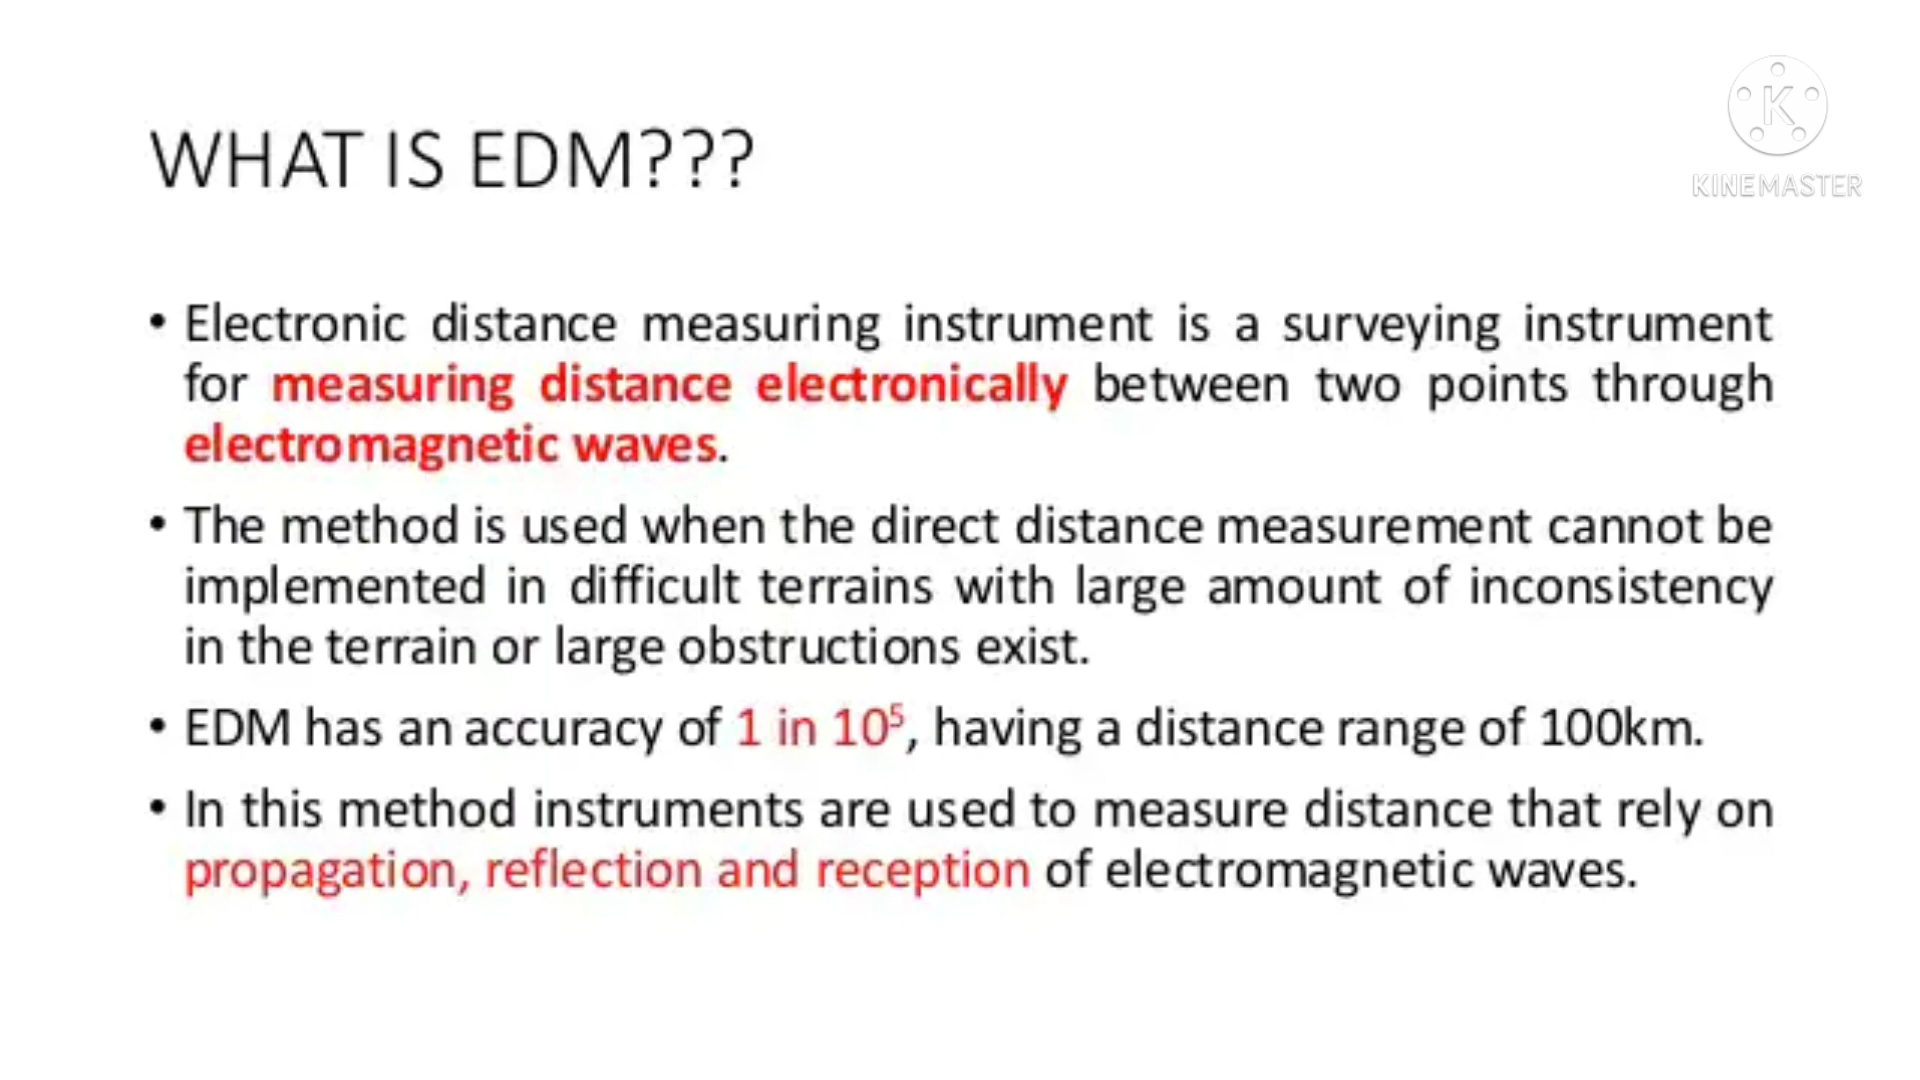 WHAT IS EDM???
K
KINEMASTER
• Electronic distance measuring instrument is a surveying instrument
for measuring distance electronically between two points through
electromagnetic waves.
• The method is used when the direct distance measurement cannot be
implemented in difficult terrains with large amount of inconsistency
in the terrain or large obstructions exist.
• EDM has an accuracy of 1 in 10⁵, having a distance range of 100km.
• In this method instruments are used to measure distance that rely on
propagation, reflection and reception of electromagnetic waves.